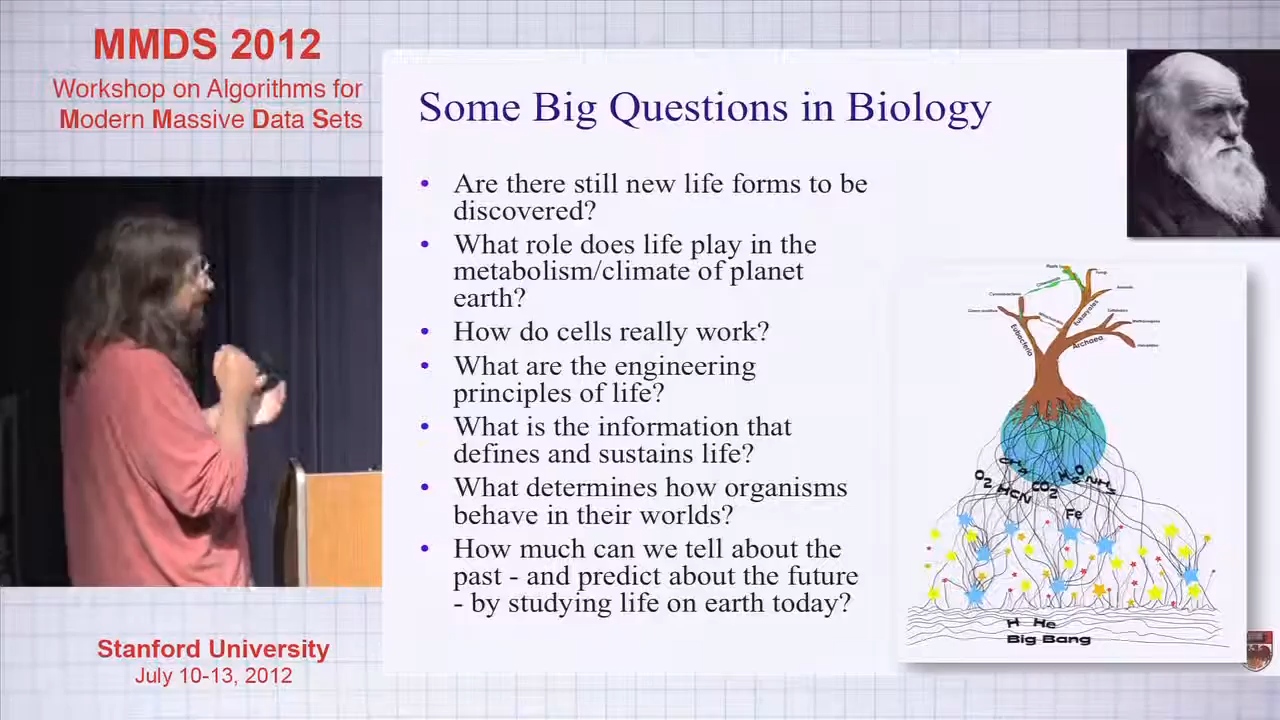 MMDS 2012
Workshop on Algorithms for
Modern Massive Data Sets
Some Big Questions in Biology
• Are there still new life forms to be
discovered?
• What role does life play in the
metabolism/climate of planet
earth?
• How do cells really work?
• What are the engineering
principles of life?
• What is the information that
defines and sustains life?
• What determines how organisms
behave in their worlds?
• How much can we tell about the
past - and predict about the future
- by studying life on earth today?
Eubacteria
Eukaryotes
Archaea
O2
HCN
CO2
H2O
NH3
Fe
H He
Big Bang
Stanford University
July 10-13, 2012